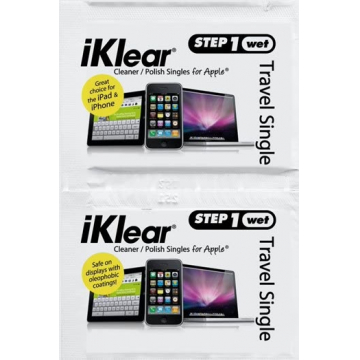 iKlear®
STEP 1 wet
Cleaner / Polish Singles for Apple®
Great
choice for
the iPad &
iPhone
Travel Single
iKlear®
STEP 1 wet
Cleaner / Polish Singles for Apple®
Safe on
displays with
oleophobic
coatings!
Travel Single